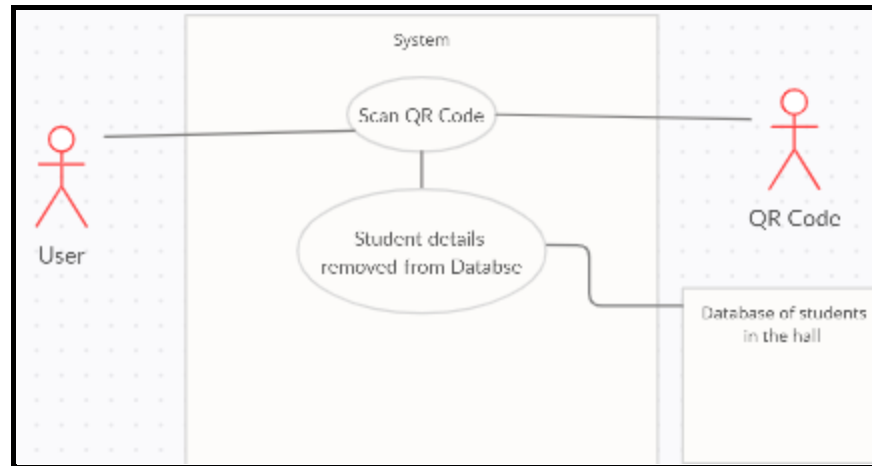 System
Scan QR Code
User
QR Code
Student details
removed from Databse
Database of students
in the hall